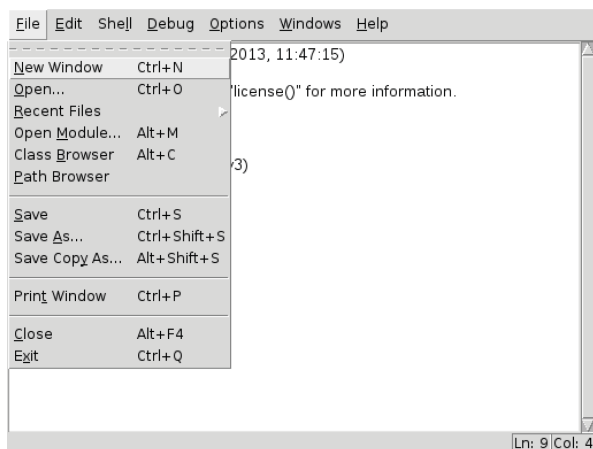 File Edit Shell Debug Options Windows Help
2013, 11:47:15)
New Window Ctrl+N
Open... Ctrl+O
"license()" for more information.
Recent Files
Open Module... Alt+M
Class Browser Alt+C
Path Browser
3)
Save Ctrl+S
Save As... Ctrl+Shift+S
Save Copy As... Alt+Shift+S
Print Window Ctrl+P
Close Alt+F4
Exit Ctrl+Q
Ln: 9 Col: 4